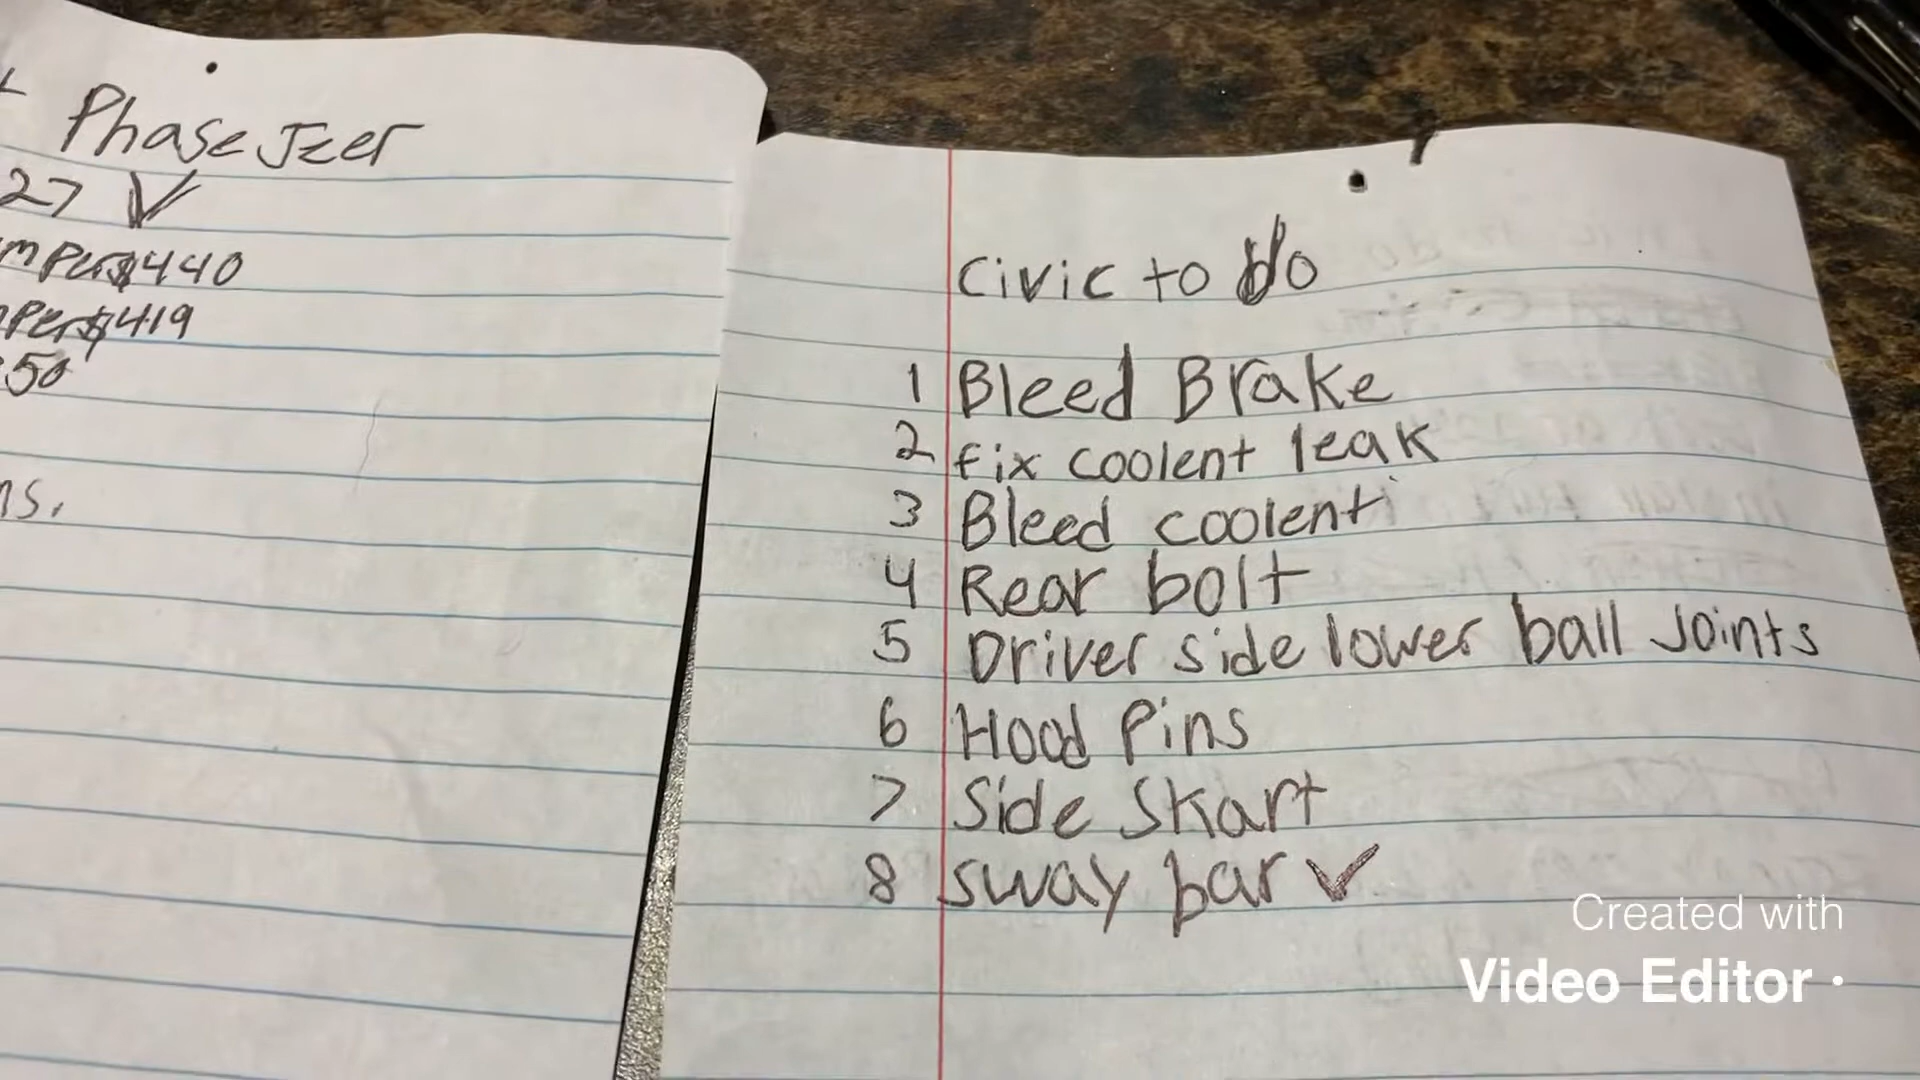 Phase Jzer
27 ✓
$440
$419
50
ns.
civic to do
1 Bleed Brake
2 fix coolent leak
3 Bleed coolent
4 Rear bolt
5 Driver side lower ball Joints
6 Hood Pins
7 Side Skart
8 sway bar ✓
Created with
Video Editor